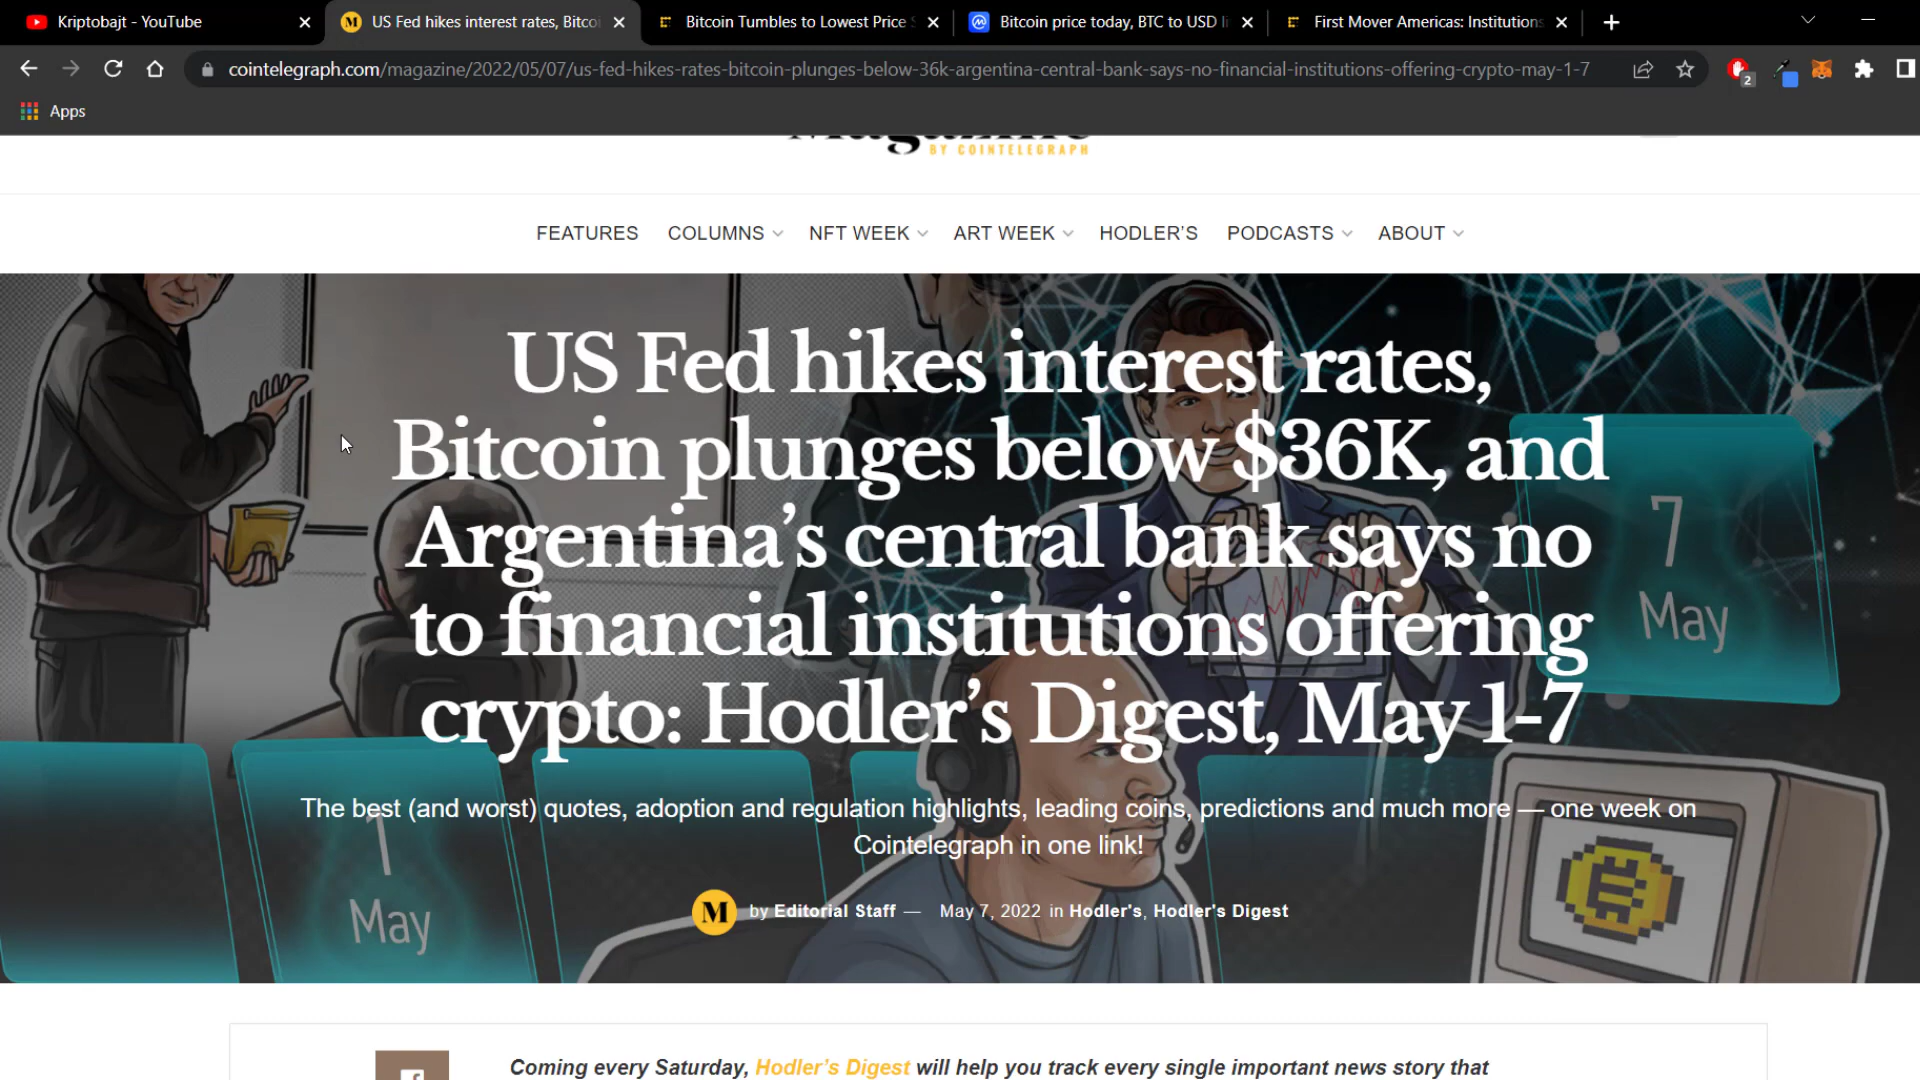 Kriptobajt - YouTube
US Fed hikes interest rates, Bitco
Bitcoin Tumbles to Lowest Price S
Bitcoin price today, BTC to USD li
First Mover Americas: Institutions
cointelegraph.com/magazine/2022/05/07/us-fed-hikes-rates-bitcoin-plunges-below-36k-argentina-central-bank-says-no-financial-institutions-offering-crypto-may-1-7
2
Apps
Magazine
BY COINTELEGRAPH
FEATURES COLUMNS NFT WEEK ART WEEK HODLER'S PODCASTS ABOUT
US Fed hikes interest rates,
Bitcoin plunges below $36K, and
Argentina’s central bank says no
to financial institutions offering
crypto: Hodler’s Digest, May 1-7
7
May
The best (and worst) quotes, adoption and regulation highlights, leading coins, predictions and much more — one week on
Cointelegraph in one link!
1
May
M by Editorial Staff — May 7, 2022 in Hodler's, Hodler's Digest
Coming every Saturday, Hodler’s Digest will help you track every single important news story that